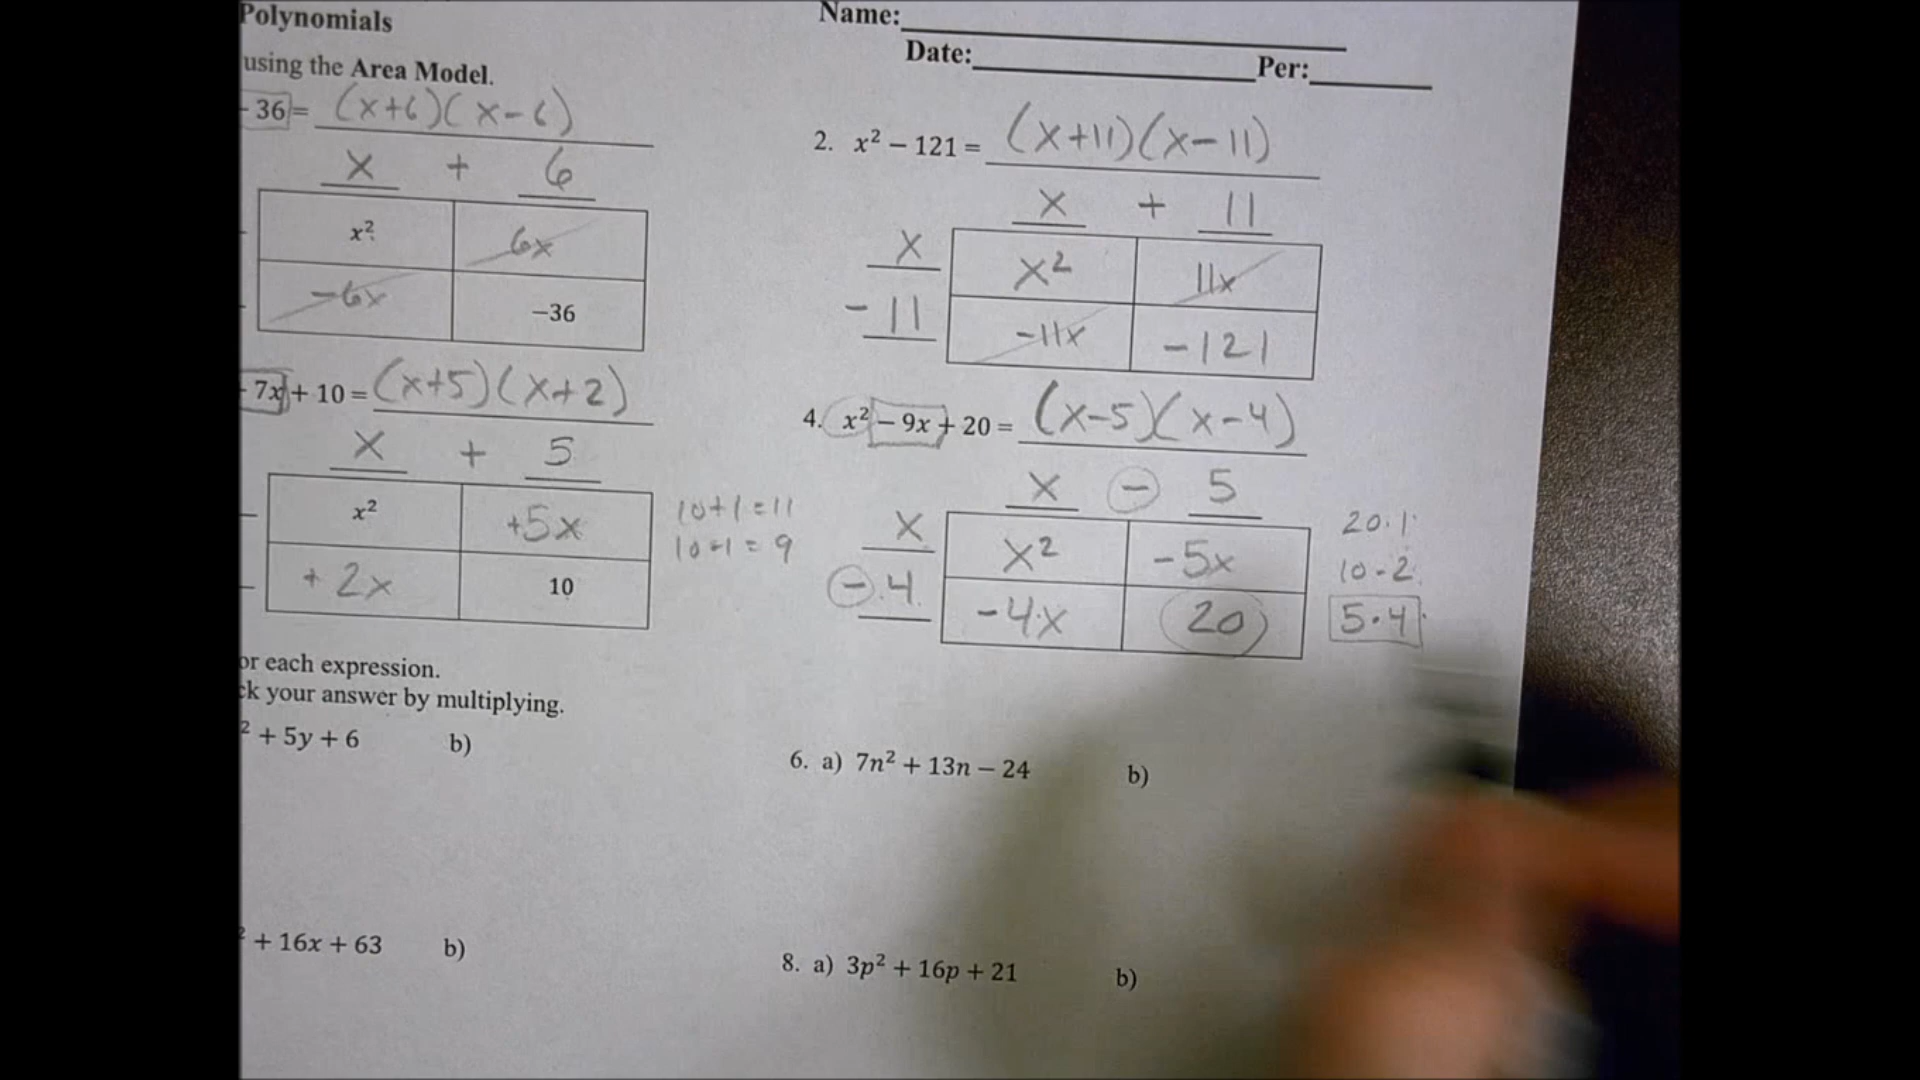 Polynomials
Name:
Date: Per:
using the Area Model.
- 36 = (x+6)(x-6)
x + 6
x² 6x
-6x -36
2. x² - 121 = (x+11)(x-11)
x + 11
x x² 11x
-11 -11x -121
7x + 10 = (x+5)(x+2)
x + 5
x² +5x
+2x 10
10+1=11
10-1=9
4. x² - 9x + 20 = (x-5)(x-4)
x - 5
x x² -5x
-4 -4x 20
20·1
10-2
5·4
or each expression.
ck your answer by multiplying.
² + 5y + 6 b)
6. a) 7n² + 13n - 24 b)
² + 16x + 63 b)
8. a) 3p² + 16p + 21 b)